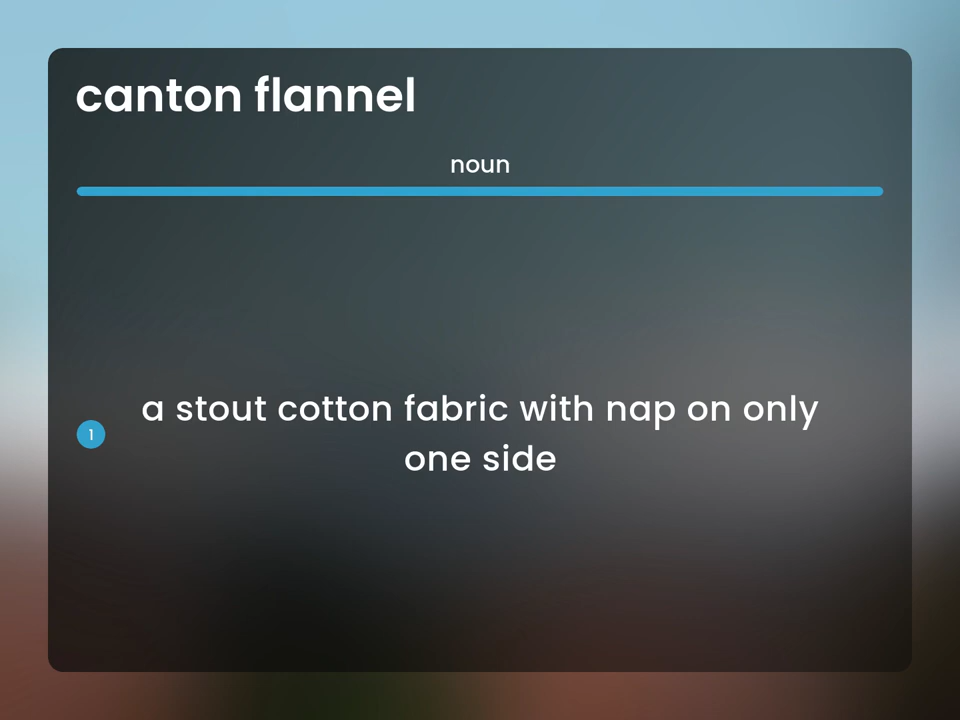 canton flannel
noun
1
a stout cotton fabric with nap on only
one side